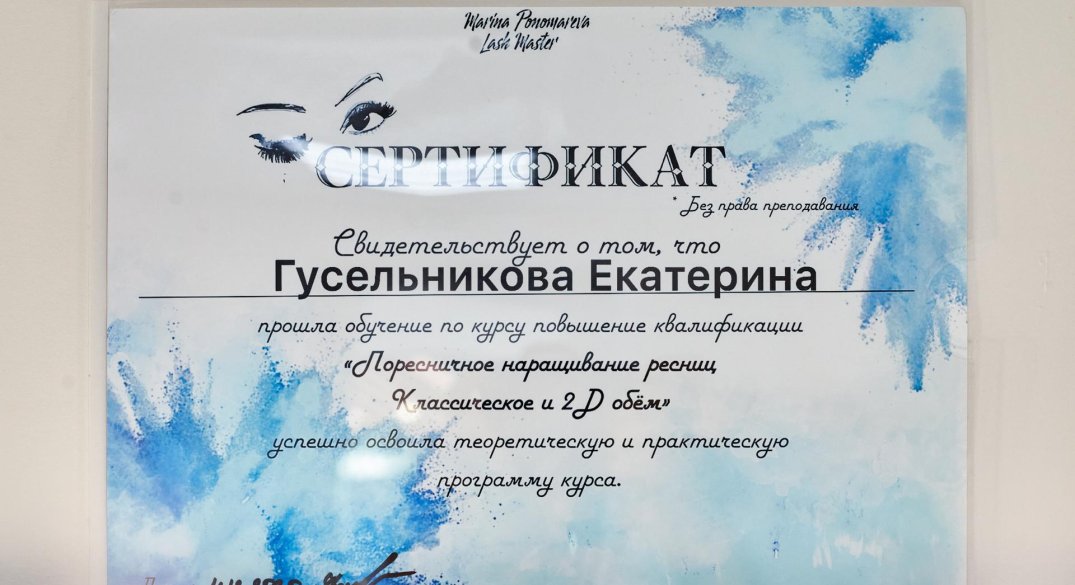 Marina Ponomareva
Lash Master
СЕРТИФИКАТ
* Без права преподавания
Свидетельствует о том, что
Гусельникова Екатерина
прошла обучение по курсу повышение квалификации
«Поресничное наращивание ресниц
Классическое и 2D обём»
успешно освоила теоретическую и практическую
программу курса.